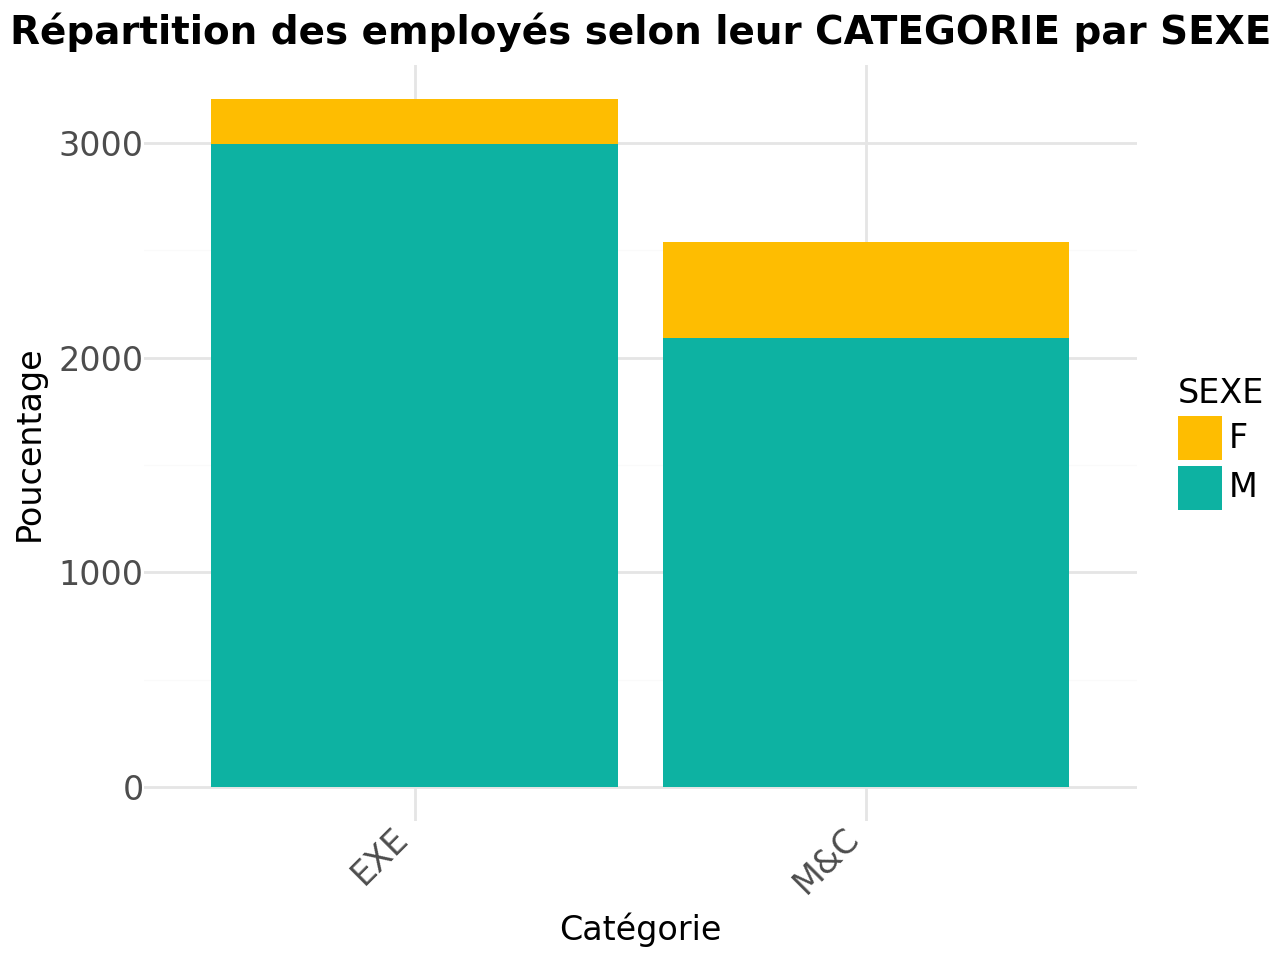 Répartition des employés selon leur CATEGORIE par SEXE
Poucentage
3000
2000
1000
0
EXE
M&C
Catégorie
SEXE
F
M